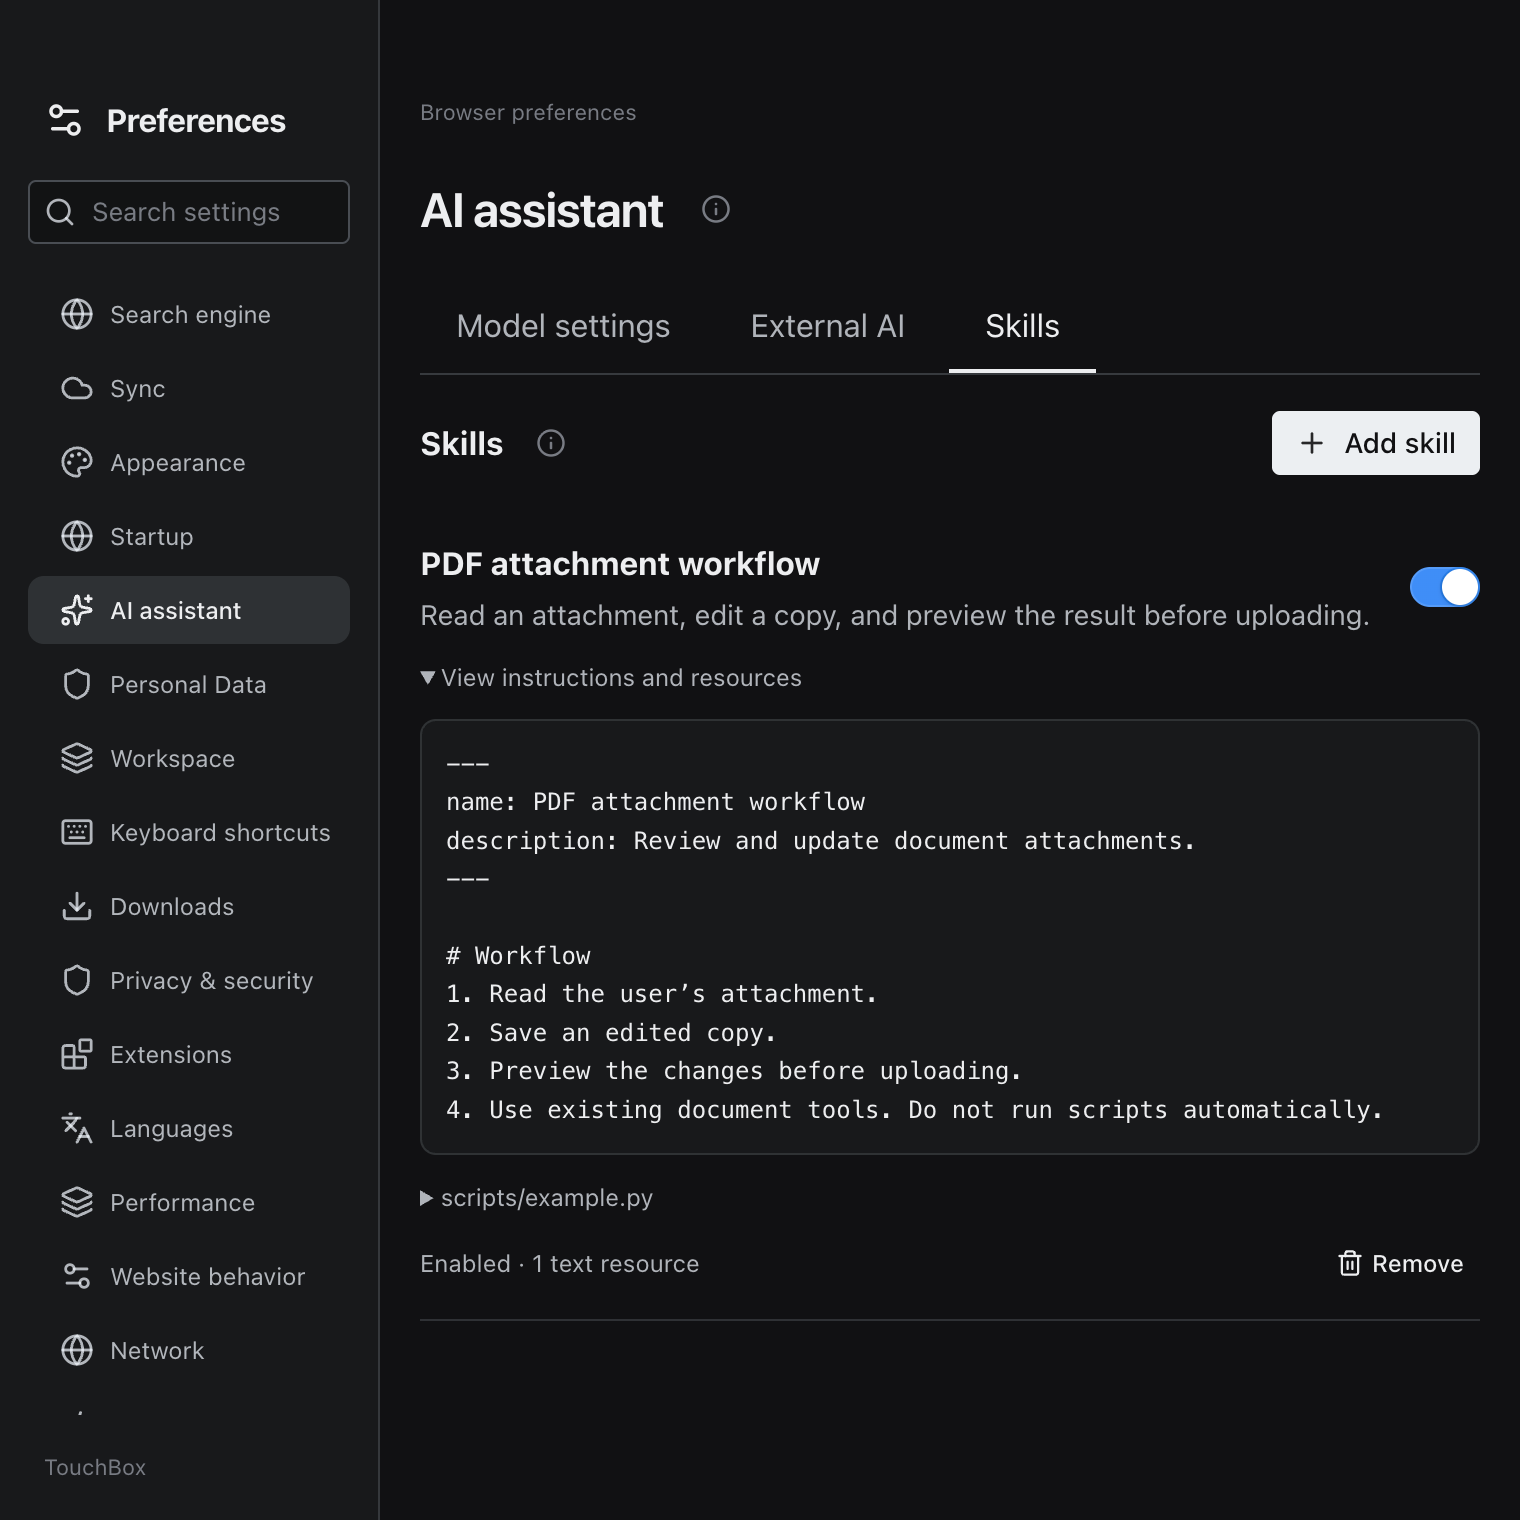 Preferences
Search settings
Search engine
Sync
Appearance
Startup
AI assistant
Personal Data
Workspace
Keyboard shortcuts
Downloads
Privacy & security
Extensions
Languages
Performance
Website behavior
Network
TouchBox
Browser preferences
AI assistant
Model settings
External AI
Skills
Skills
Add skill
PDF attachment workflow
Read an attachment, edit a copy, and preview the result before uploading.
View instructions and resources
---
name: PDF attachment workflow
description: Review and update document attachments.
---
# Workflow
1. Read the user’s attachment.
2. Save an edited copy.
3. Preview the changes before uploading.
4. Use existing document tools. Do not run scripts automatically.
scripts/example.py
Enabled · 1 text resource
Remove